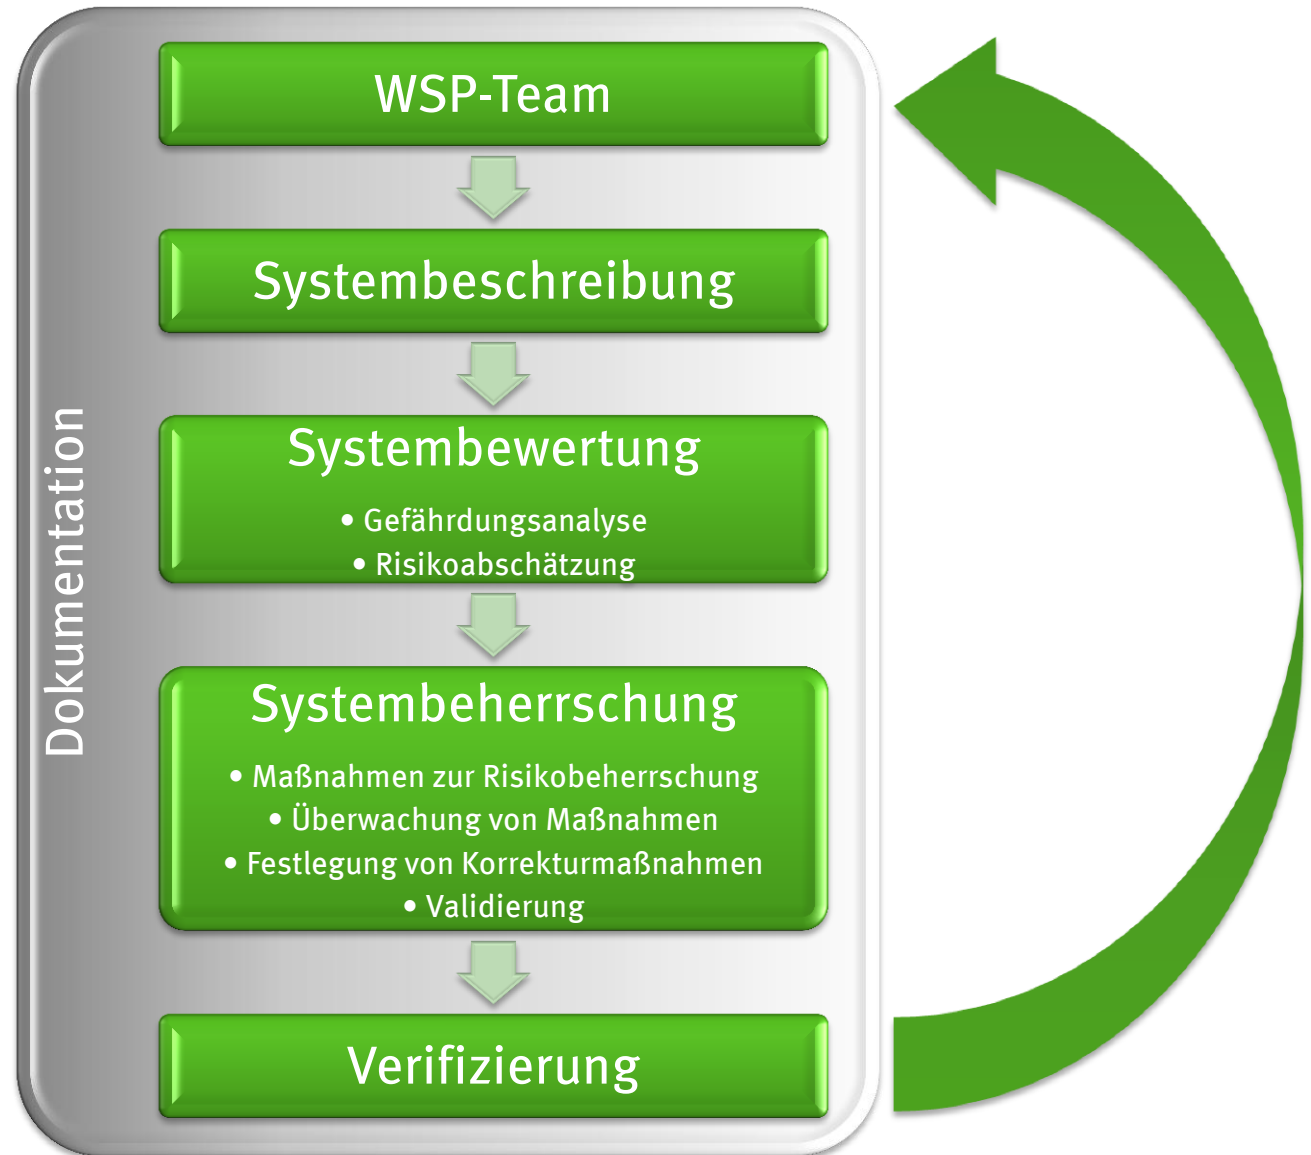 Dokumentation
WSP-Team
Systembeschreibung
Systembewertung
• Gefährdungsanalyse
• Risikoabschätzung
Systembeherrschung
• Maßnahmen zur Risikobeherrschung
• Überwachung von Maßnahmen
• Festlegung von Korrekturmaßnahmen
• Validierung
Verifizierung